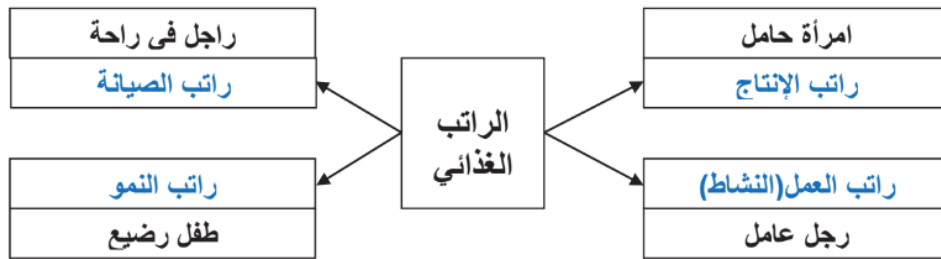 امرأة حامل
راتب الإنتاج
راجل فى راحة
راتب الصيانة
الراتب
الغذائي
راتب العمل(النشاط)
رجل عامل
راتب النمو
طفل رضيع